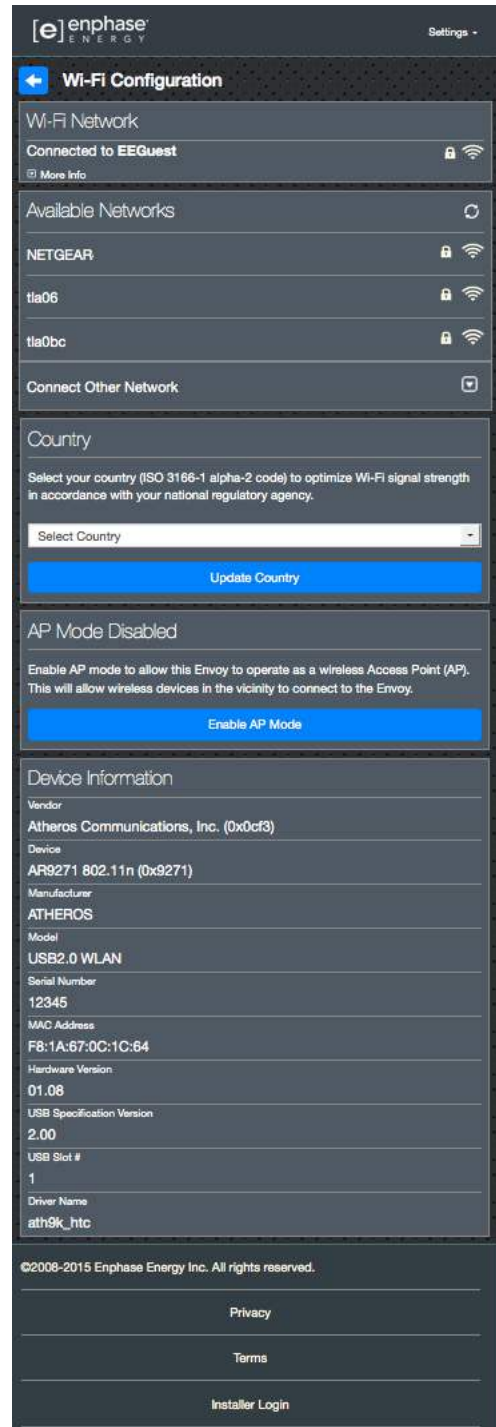 [e] enphase
ENERGY
Settings
Wi-Fi Configuration
Wi-Fi Network
Connected to EEGuest
More Info
Available Networks
NETGEAR
tla06
tla0bc
Connect Other Network
Country
Select your country (ISO 3166-1 alpha-2 code) to optimize Wi-Fi signal strength
in accordance with your national regulatory agency.
Select Country
Update Country
AP Mode Disabled
Enable AP mode to allow this Envoy to operate as a wireless Access Point (AP).
This will allow wireless devices in the vicinity to connect to the Envoy.
Enable AP Mode
Device Information
Vendor
Atheros Communications, Inc. (0x0cf3)
Device
AR9271 802.11n (0x9271)
Manufacturer
ATHEROS
Model
USB2.0 WLAN
Serial Number
12345
MAC Address
F8:1A:67:0C:1C:64
Hardware Version
01.08
USB Specification Version
2.00
USB Slot #
1
Driver Name
ath9k_htc
©2008-2015 Enphase Energy Inc. All rights reserved.
Privacy
Terms
Installer Login